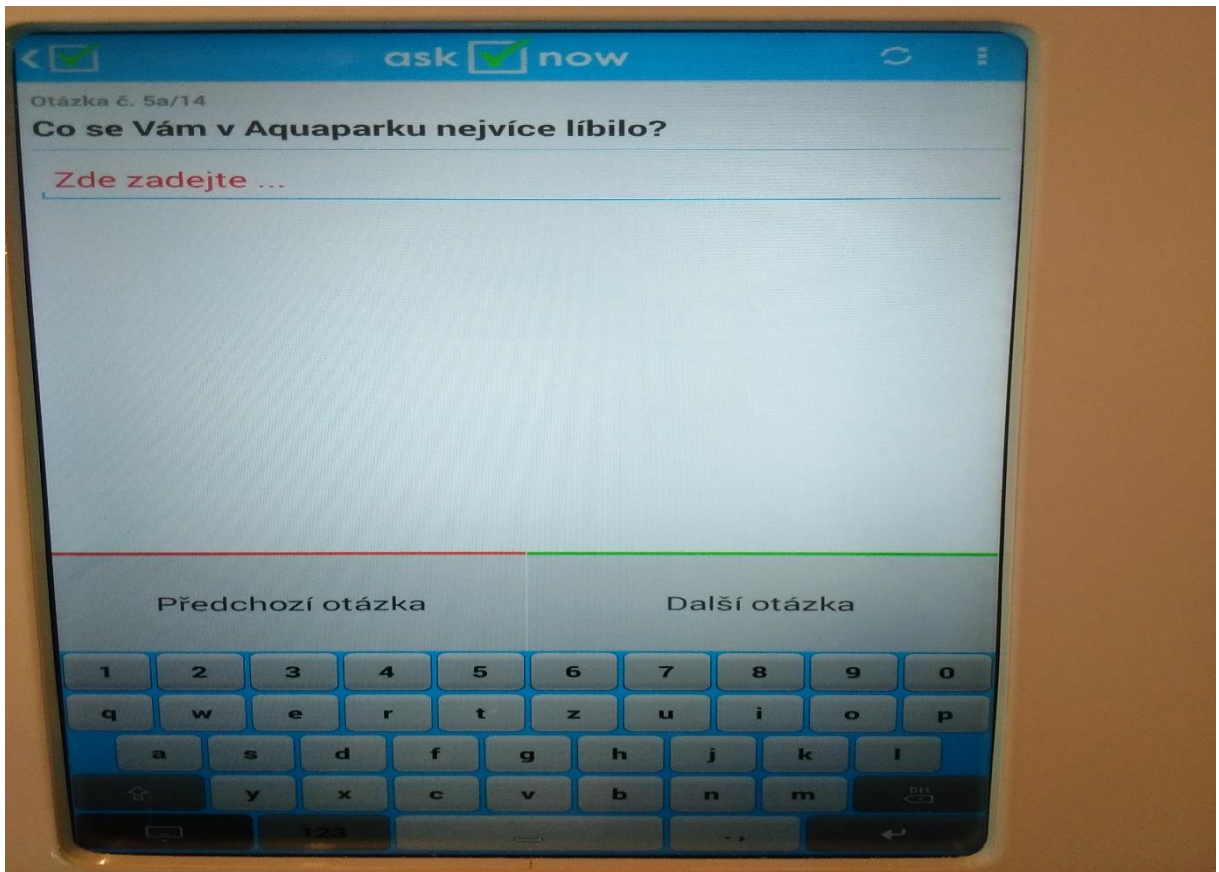 ask now
Otázka č. 5a/14
Co se Vám v Aquaparku nejvíce líbilo?
Zde zadejte ...
Předchozí otázka
Další otázka
1 2 3 4 5 6 7 8 9 0
q w e r t z u i o p
a s d f g h j k l
y x c v b n m DEL
123 . ,